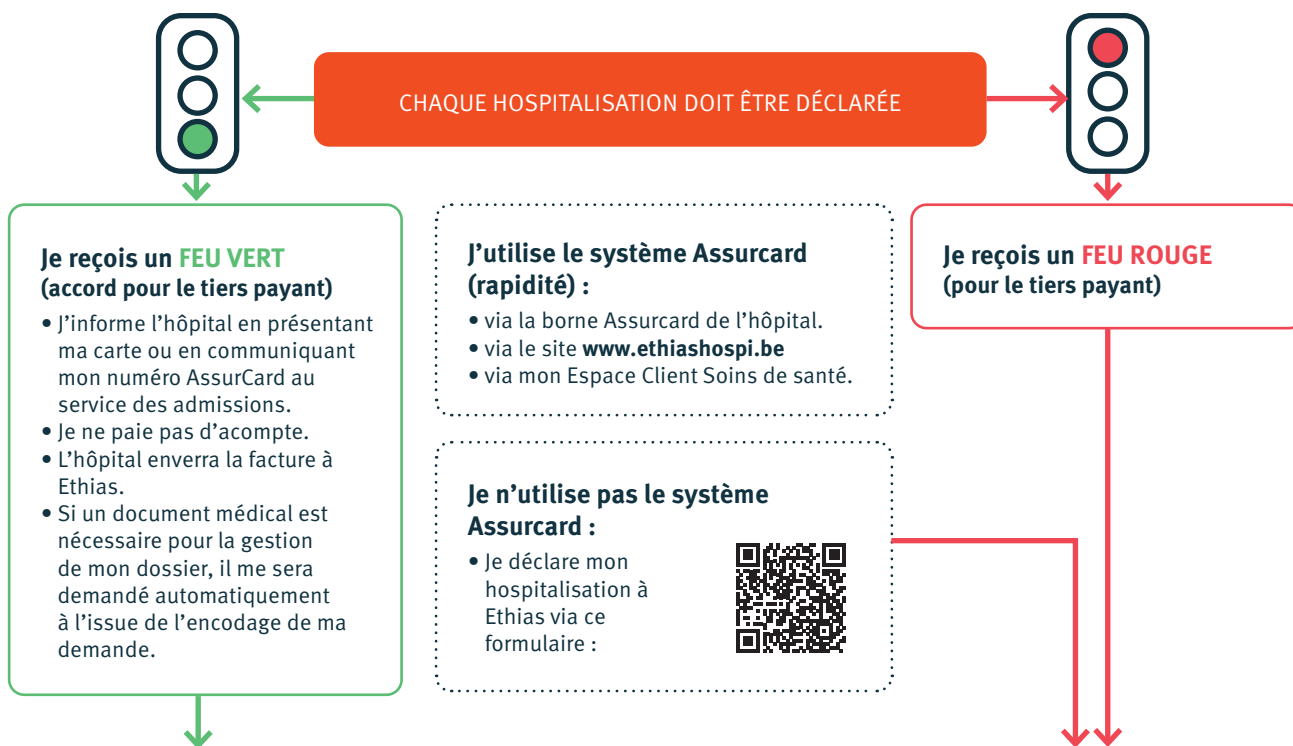 CHAQUE HOSPITALISATION DOIT ÊTRE DÉCLARÉE
Je reçois un FEU VERT
(accord pour le tiers payant)
• J’informe l’hôpital en présentant
ma carte ou en communiquant
mon numéro AssurCard au
service des admissions.
• Je ne paie pas d’acompte.
• L’hôpital enverra la facture à
Ethias.
• Si un document médical est
nécessaire pour la gestion
de mon dossier, il me sera
demandé automatiquement
à l’issue de l’encodage de ma
demande.
J’utilise le système Assurcard
(rapidité) :
• via la borne Assurcard de l’hôpital.
• via le site www.ethiashospi.be
• via mon Espace Client Soins de santé.
Je n’utilise pas le système
Assurcard :
• Je déclare mon
hospitalisation à
Ethias via ce
formulaire :
Je reçois un FEU ROUGE
(pour le tiers payant)